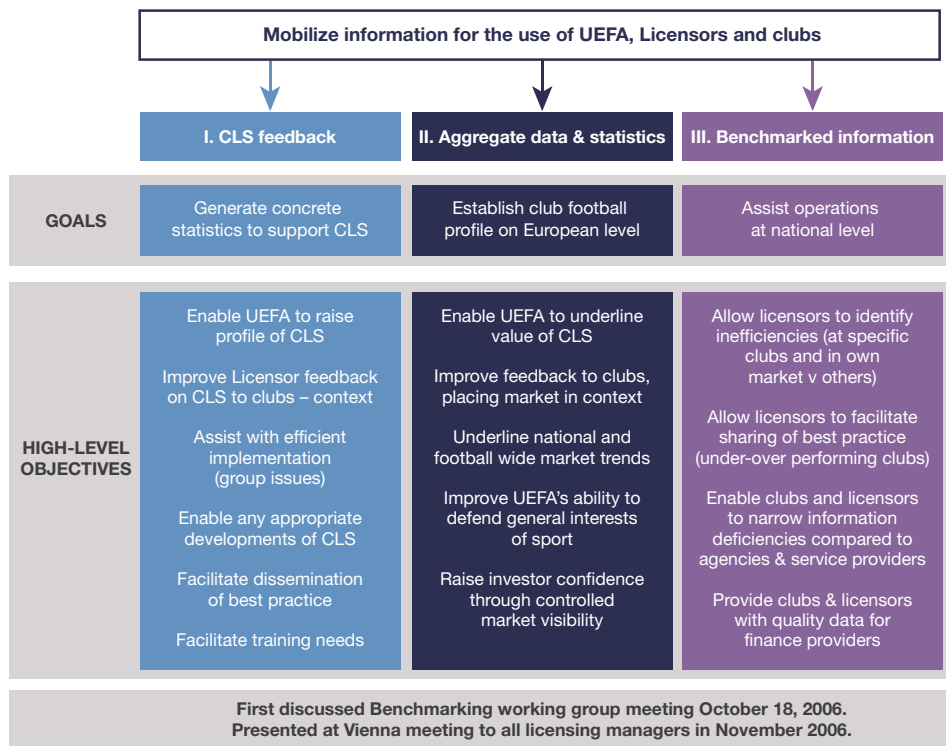 Mobilize information for the use of UEFA, Licensors and clubs
I. CLS feedback
II. Aggregate data & statistics
III. Benchmarked information
GOALS
Generate concrete
statistics to support CLS
Establish club football
profile on European level
Assist operations
at national level
HIGH-LEVEL
OBJECTIVES
Enable UEFA to raise
profile of CLS
Improve Licensor feedback
on CLS to clubs – context
Assist with efficient
implementation
(group issues)
Enable any appropriate
developments of CLS
Facilitate dissemination
of best practice
Facilitate training needs
Enable UEFA to underline
value of CLS
Improve feedback to clubs,
placing market in context
Underline national and
football wide market trends
Improve UEFA's ability to
defend general interests
of sport
Raise investor confidence
through controlled
market visibility
Allow licensors to identify
inefficiencies (at specific
clubs and in own
market v others)
Allow licensors to facilitate
sharing of best practice
(under-over performing clubs)
Enable clubs and licensors
to narrow information
deficiencies compared to
agencies & service providers
Provide clubs & licensors
with quality data for
finance providers
First discussed Benchmarking working group meeting October 18, 2006.
Presented at Vienna meeting to all licensing managers in November 2006.